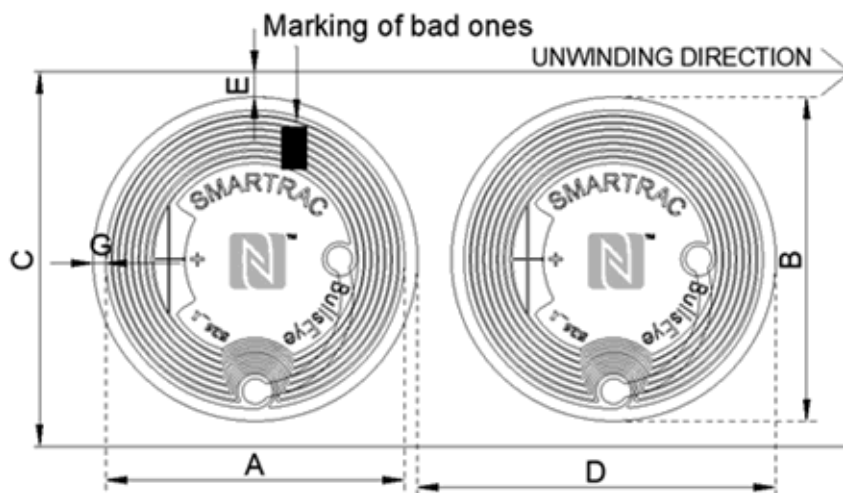 Marking of bad ones
UNWINDING DIRECTION
E
SMARTRAC
SMARTRAC
C
G
B
BullsEye
BullsEye
A
D